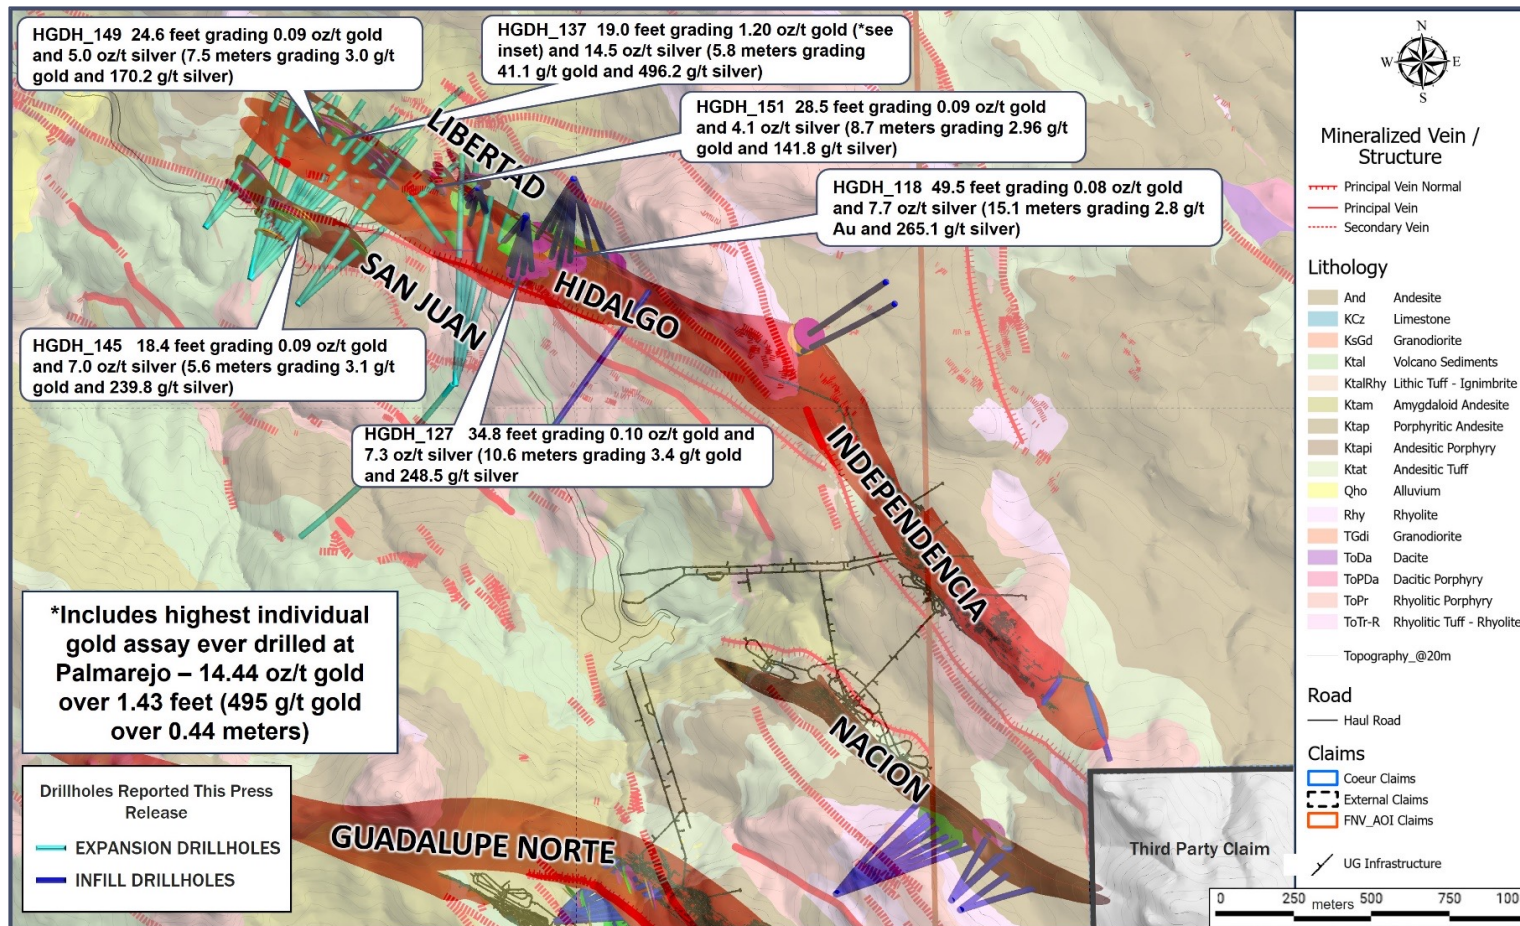 HGDH_149 24.6 feet grading 0.09 oz/t gold
and 5.0 oz/t silver (7.5 meters grading 3.0 g/t
gold and 170.2 g/t silver)
HGDH_137 19.0 feet grading 1.20 oz/t gold (*see
inset) and 14.5 oz/t silver (5.8 meters grading
41.1 g/t gold and 496.2 g/t silver)
HGDH_151 28.5 feet grading 0.09 oz/t gold
and 4.1 oz/t silver (8.7 meters grading 2.96 g/t
gold and 141.8 g/t silver)
HGDH_118 49.5 feet grading 0.08 oz/t gold
and 7.7 oz/t silver (15.1 meters grading 2.8 g/t
Au and 265.1 g/t silver)
LIBERTAD
SAN JUAN
HIDALGO
HGDH_145 18.4 feet grading 0.09 oz/t gold
and 7.0 oz/t silver (5.6 meters grading 3.1 g/t
gold and 239.8 g/t silver)
HGDH_127 34.8 feet grading 0.10 oz/t gold and
7.3 oz/t silver (10.6 meters grading 3.4 g/t gold
and 248.5 g/t silver
INDEPENDENCIA
NACION
GUADALUPE NORTE
*Includes highest individual
gold assay ever drilled at
Palmarejo – 14.44 oz/t gold
over 1.43 feet (495 g/t gold
over 0.44 meters)
Drillholes Reported This Press
Release
EXPANSION DRILLHOLES
INFILL DRILLHOLES
Third Party Claim
N
W E
S
Mineralized Vein /
Structure
Principal Vein Normal
Principal Vein
Secondary Vein
Lithology
And Andesite
KCz Limestone
KsGd Granodiorite
Ktal Volcano Sediments
KtalRhy Lithic Tuff - Ignimbrite
Ktam Amygdaloid Andesite
Ktap Porphyritic Andesite
Ktapi Andesitic Porphyry
Ktat Andesitic Tuff
Qho Alluvium
Rhy Rhyolite
TGdi Granodiorite
ToDa Dacite
ToPDa Dacitic Porphyry
ToPr Rhyolitic Porphyry
ToTr-R Rhyolitic Tuff - Rhyolite
Topography_@20m
Road
Haul Road
Claims
Coeur Claims
External Claims
FNV_AOI Claims
UG Infrastructure
0 250 meters 500 750 100